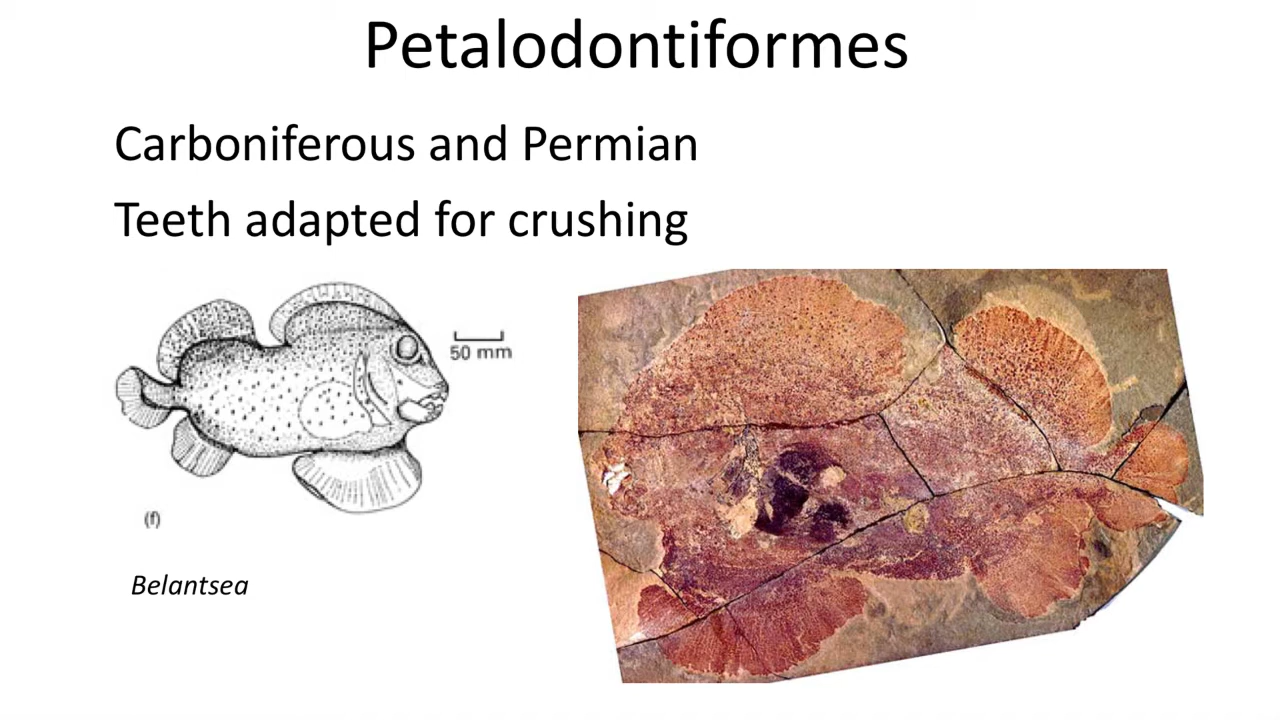 Petalodontiformes
Carboniferous and Permian
Teeth adapted for crushing
50 mm
(f)
Belantsea